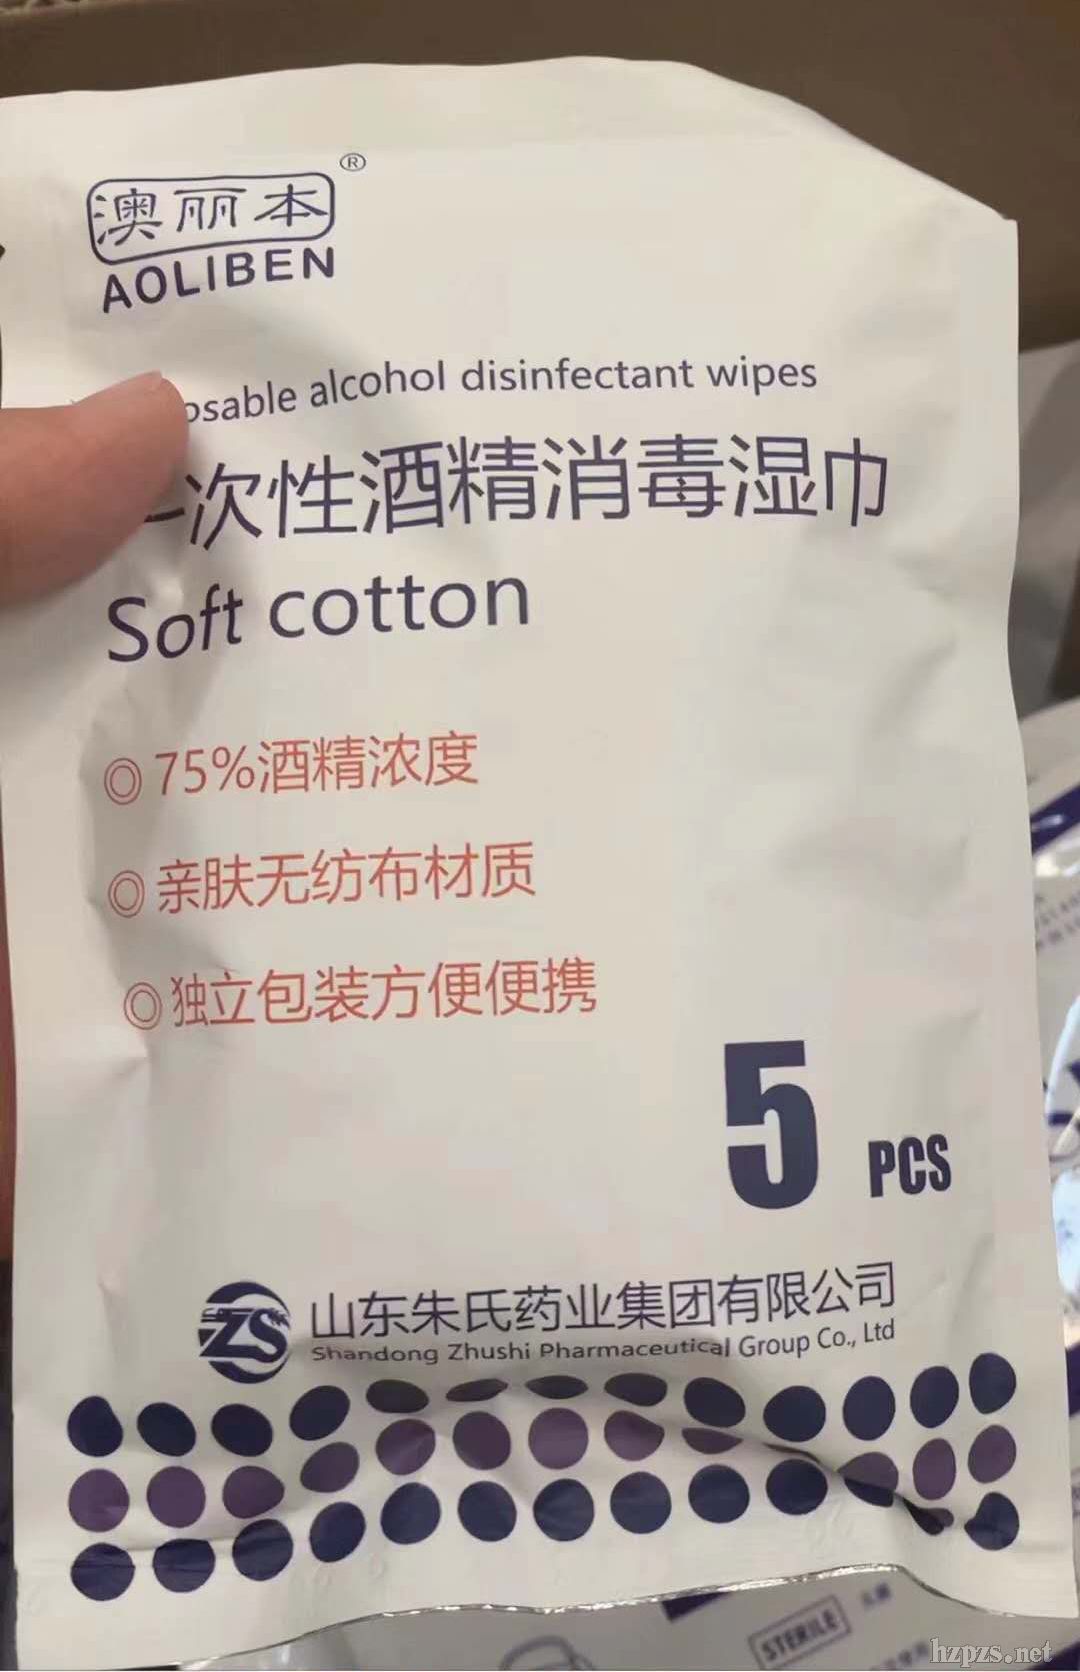 澳丽本®
AOLIBEN
alcohol disinfectant wipes
一次性酒精消毒湿巾
Soft cotton
◎75%酒精浓度
◎亲肤无纺布材质
◎独立包装方便便携
5 PCS
ZS 山东朱氏药业集团有限公司
Shandong Zhushi Pharmaceutical Group Co., Ltd
STERILE
hzpzs.net